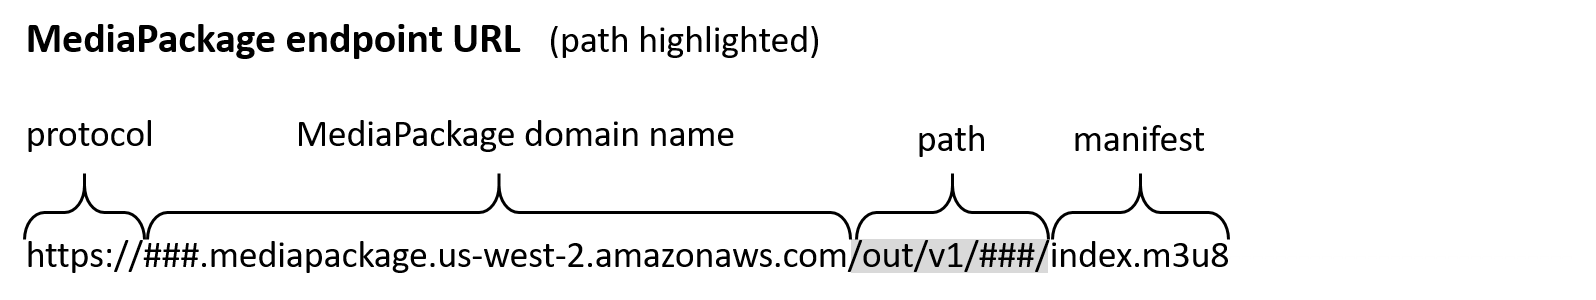 MediaPackage endpoint URL (path highlighted)
protocol MediaPackage domain name path manifest
https://###.mediapackage.us-west-2.amazonaws.com/out/v1/###/index.m3u8